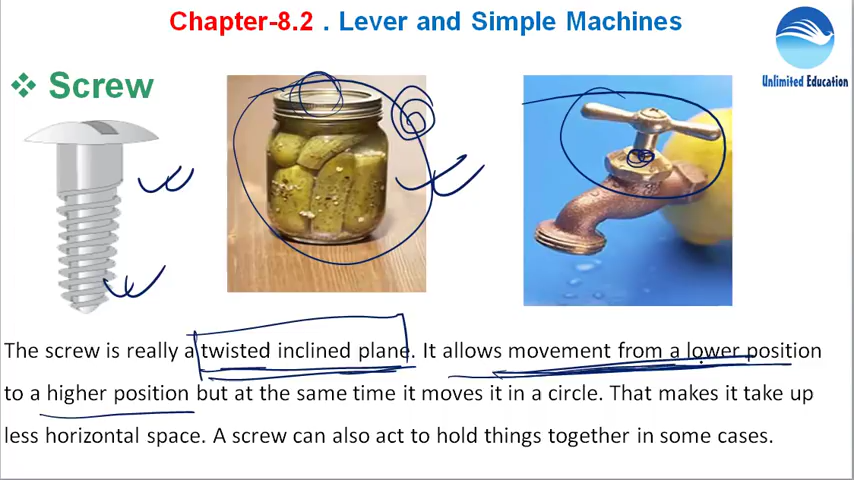 Chapter-8.2 . Lever and Simple Machines
Unlimited Education
❖ Screw
The screw is really a twisted inclined plane. It allows movement from a lower position
to a higher position but at the same time it moves it in a circle. That makes it take up
less horizontal space. A screw can also act to hold things together in some cases.